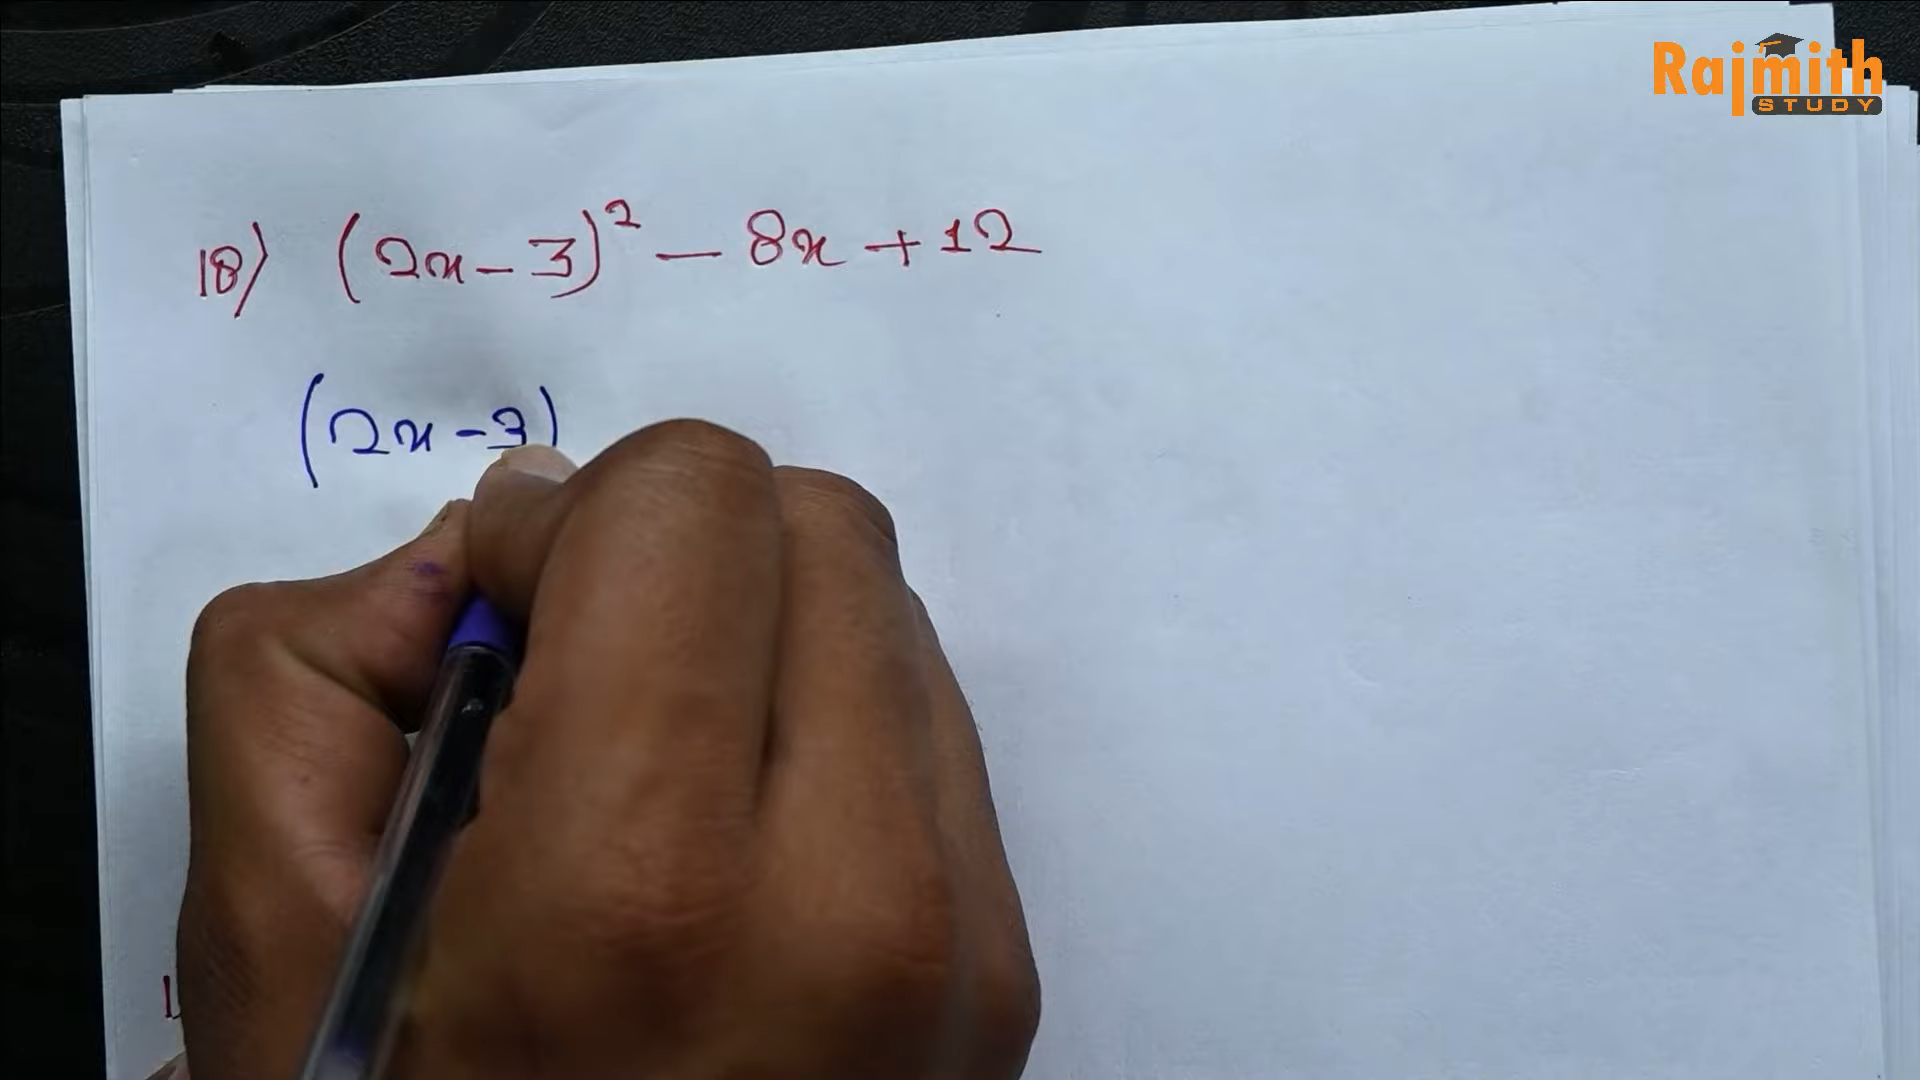 Rajmith
STUDY
18) (2x-3)² - 8x + 12
(2x-3)